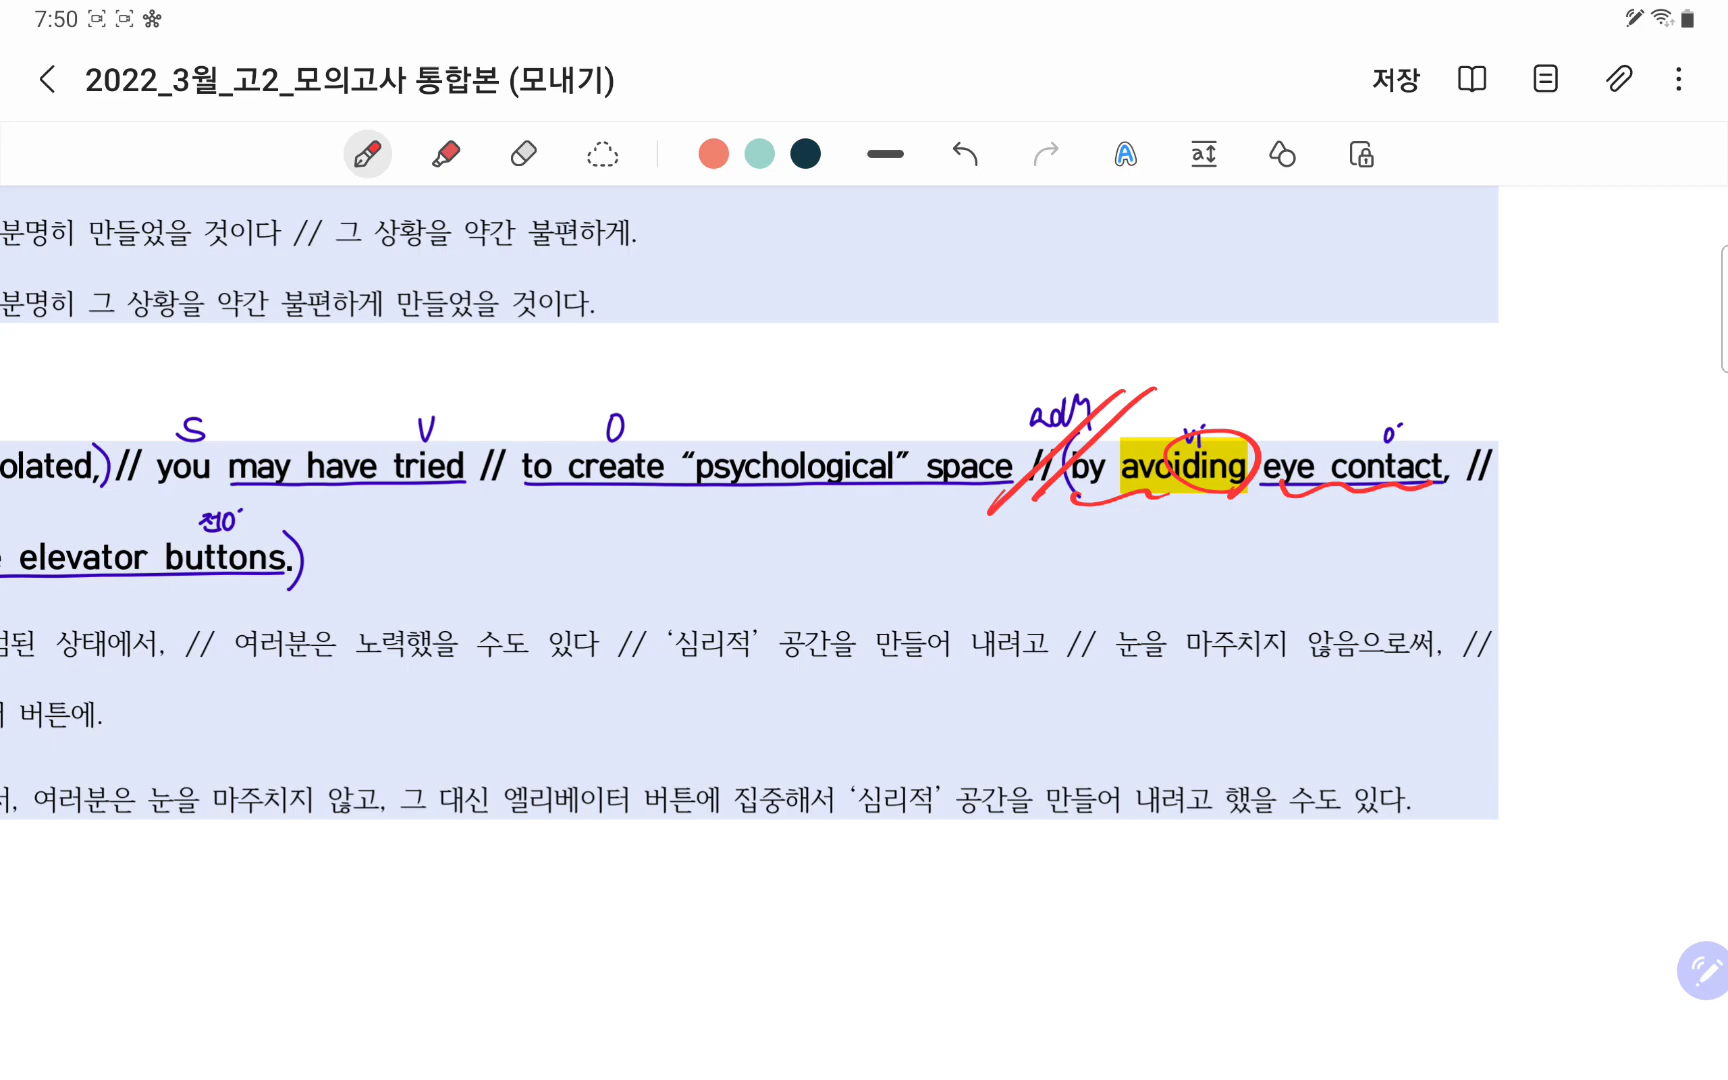 7:50
2022_3월_고2_모의고사 통합본 (모내기)
저장
A
a
분명히 만들었을 것이다 // 그 상황을 약간 불편하게.
분명히 그 상황을 약간 불편하게 만들었을 것이다.
S V O adv v' o'
olated,) // you may have tried // to create “psychological” space // (by avoiding eye contact, //
전o'
elevator buttons.)
된 상태에서, // 여러분은 노력했을 수도 있다 // ‘심리적’ 공간을 만들어 내려고 // 눈을 마주치지 않음으로써, //
버튼에.
, 여러분은 눈을 마주치지 않고, 그 대신 엘리베이터 버튼에 집중해서 ‘심리적’ 공간을 만들어 내려고 했을 수도 있다.